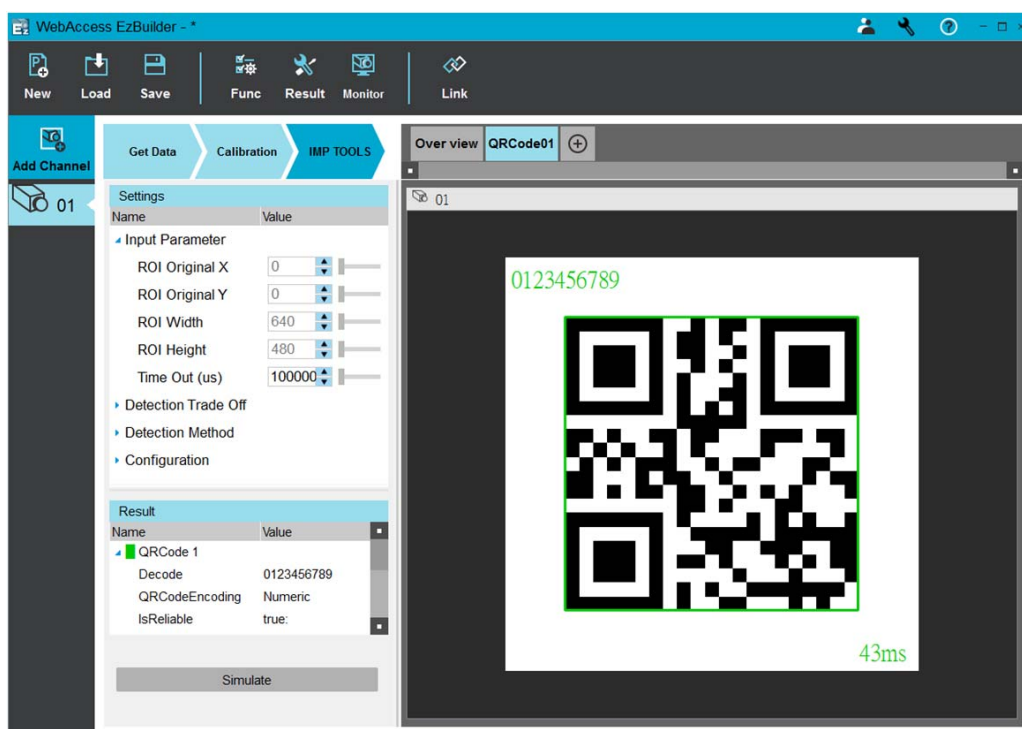 WebAccess EzBuilder - *
New Load Save Func Result Monitor Link
Add Channel
01
Get Data Calibration IMP TOOLS
Settings
Name Value
Input Parameter
ROI Original X 0
ROI Original Y 0
ROI Width 640
ROI Height 480
Time Out (us) 100000
Detection Trade Off
Detection Method
Configuration
Result
Name Value
QRCode 1
Decode 0123456789
QRCodeEncoding Numeric
IsReliable true:
Simulate
Over view QRCode01
01
0123456789
43ms